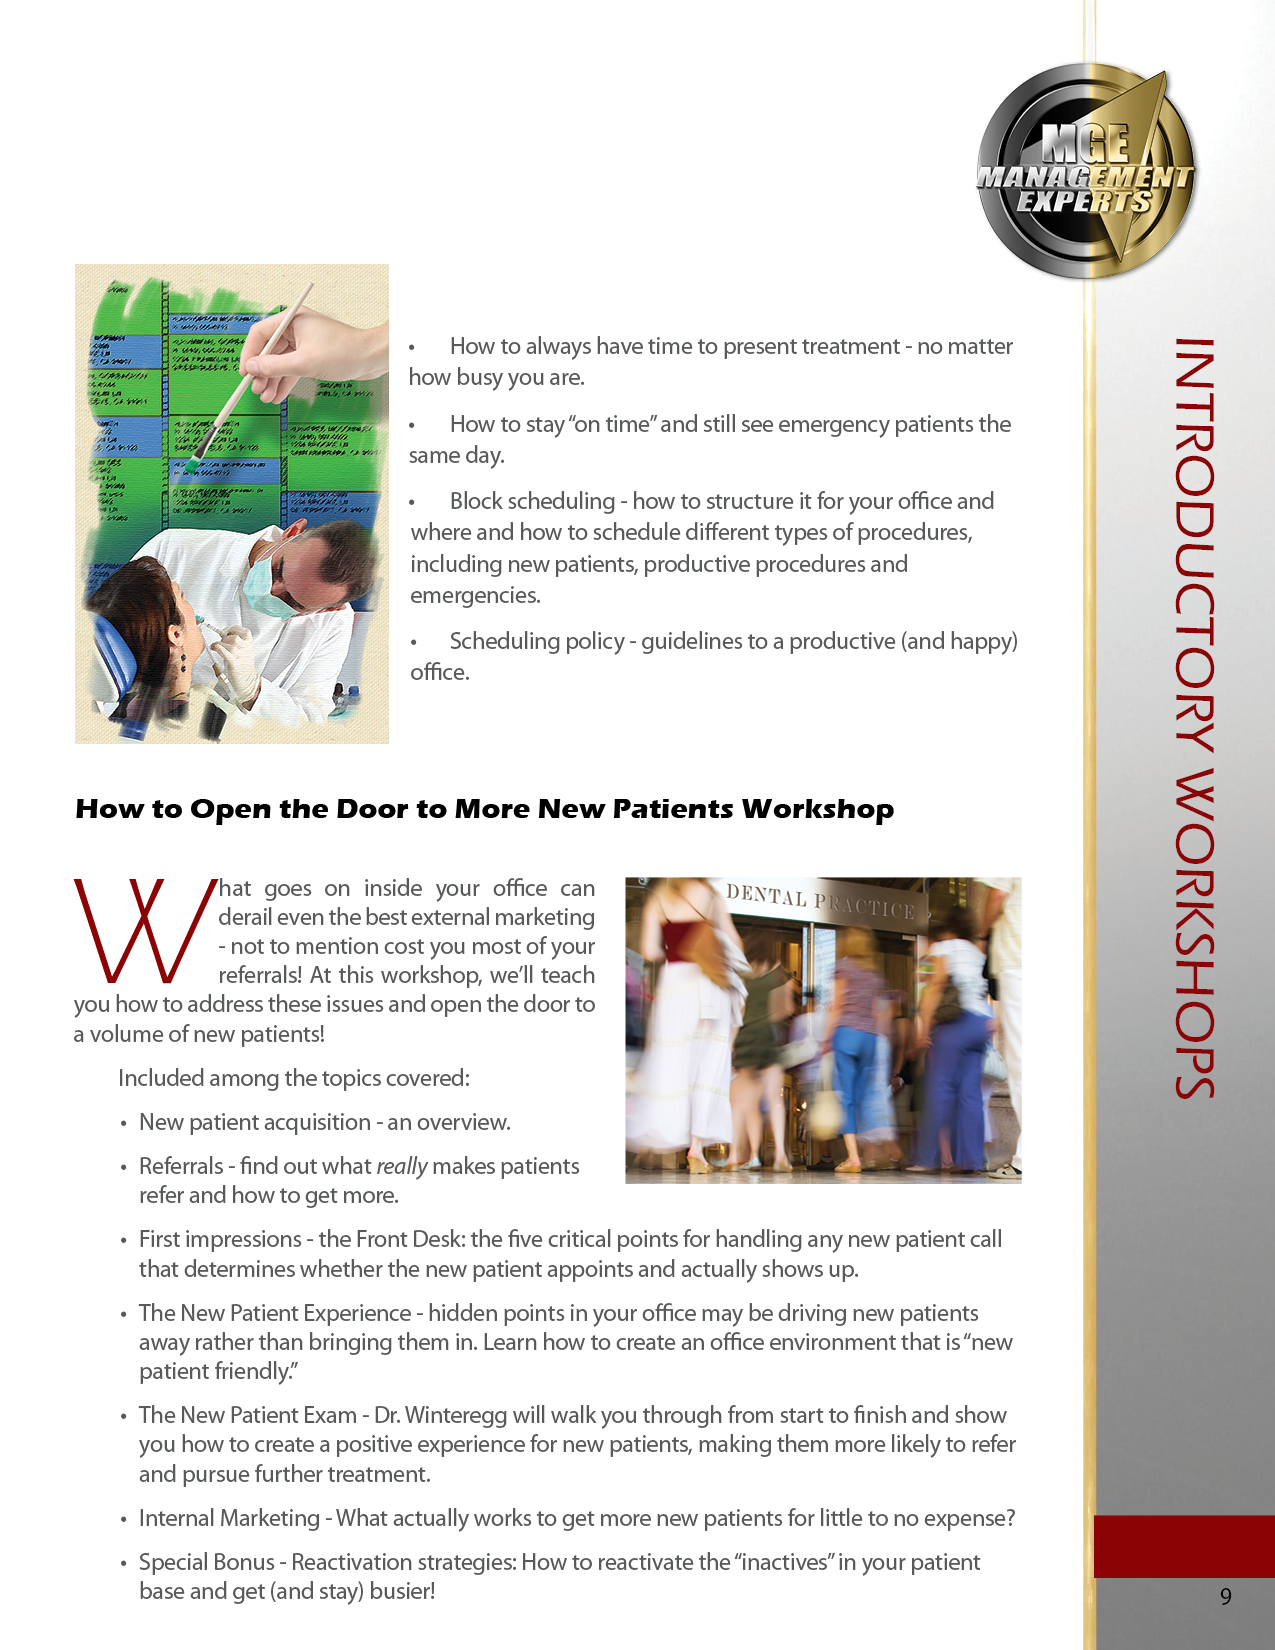 MGE
MANAGEMENT
EXPERTS
• How to always have time to present treatment - no matter
how busy you are.
• How to stay “on time” and still see emergency patients the
same day.
• Block scheduling - how to structure it for your office and
where and how to schedule different types of procedures,
including new patients, productive procedures and
emergencies.
• Scheduling policy - guidelines to a productive (and happy)
office.
INTRODUCTORY WORKSHOPS
How to Open the Door to More New Patients Workshop
What goes on inside your office can
derail even the best external marketing
- not to mention cost you most of your
referrals! At this workshop, we’ll teach
you how to address these issues and open the door to
a volume of new patients!
DENTAL PRACTICE
Included among the topics covered:
• New patient acquisition - an overview.
• Referrals - find out what really makes patients
refer and how to get more.
• First impressions - the Front Desk: the five critical points for handling any new patient call
that determines whether the new patient appoints and actually shows up.
• The New Patient Experience - hidden points in your office may be driving new patients
away rather than bringing them in. Learn how to create an office environment that is “new
patient friendly.”
• The New Patient Exam - Dr. Winteregg will walk you through from start to finish and show
you how to create a positive experience for new patients, making them more likely to refer
and pursue further treatment.
• Internal Marketing - What actually works to get more new patients for little to no expense?
• Special Bonus - Reactivation strategies: How to reactivate the “inactives” in your patient
base and get (and stay) busier!
9